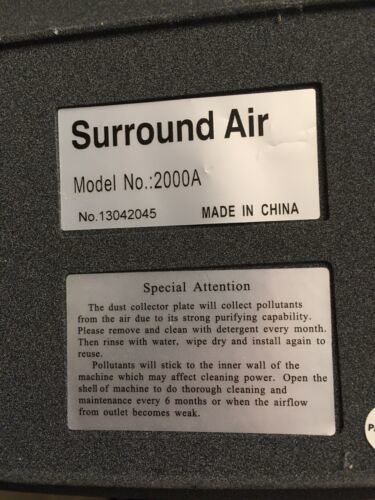 Surround Air
Model No.:2000A
No.13042045 MADE IN CHINA
Special Attention
The dust collector plate will collect pollutants
from the air due to its strong purifying capability.
Please remove and clean with detergent every month.
Then rinse with water, wipe dry and install again to
reuse.
Pollutants will stick to the inner wall of the
machine which may affect cleaning power. Open the
shell of machine to do thorough cleaning and
maintenance every 6 months or when the airflow
from outlet becomes weak.